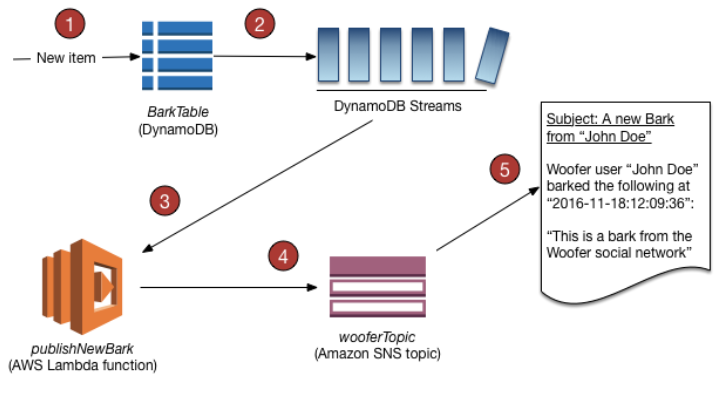 1
2
New item
BarkTable
(DynamoDB)
DynamoDB Streams
3
4
5
Subject: A new Bark
from “John Doe”
Woofer user “John Doe”
barked the following at
“2016-11-18:12:09:36”:
“This is a bark from the
Woofer social network”
publishNewBark
(AWS Lambda function)
wooferTopic
(Amazon SNS topic)